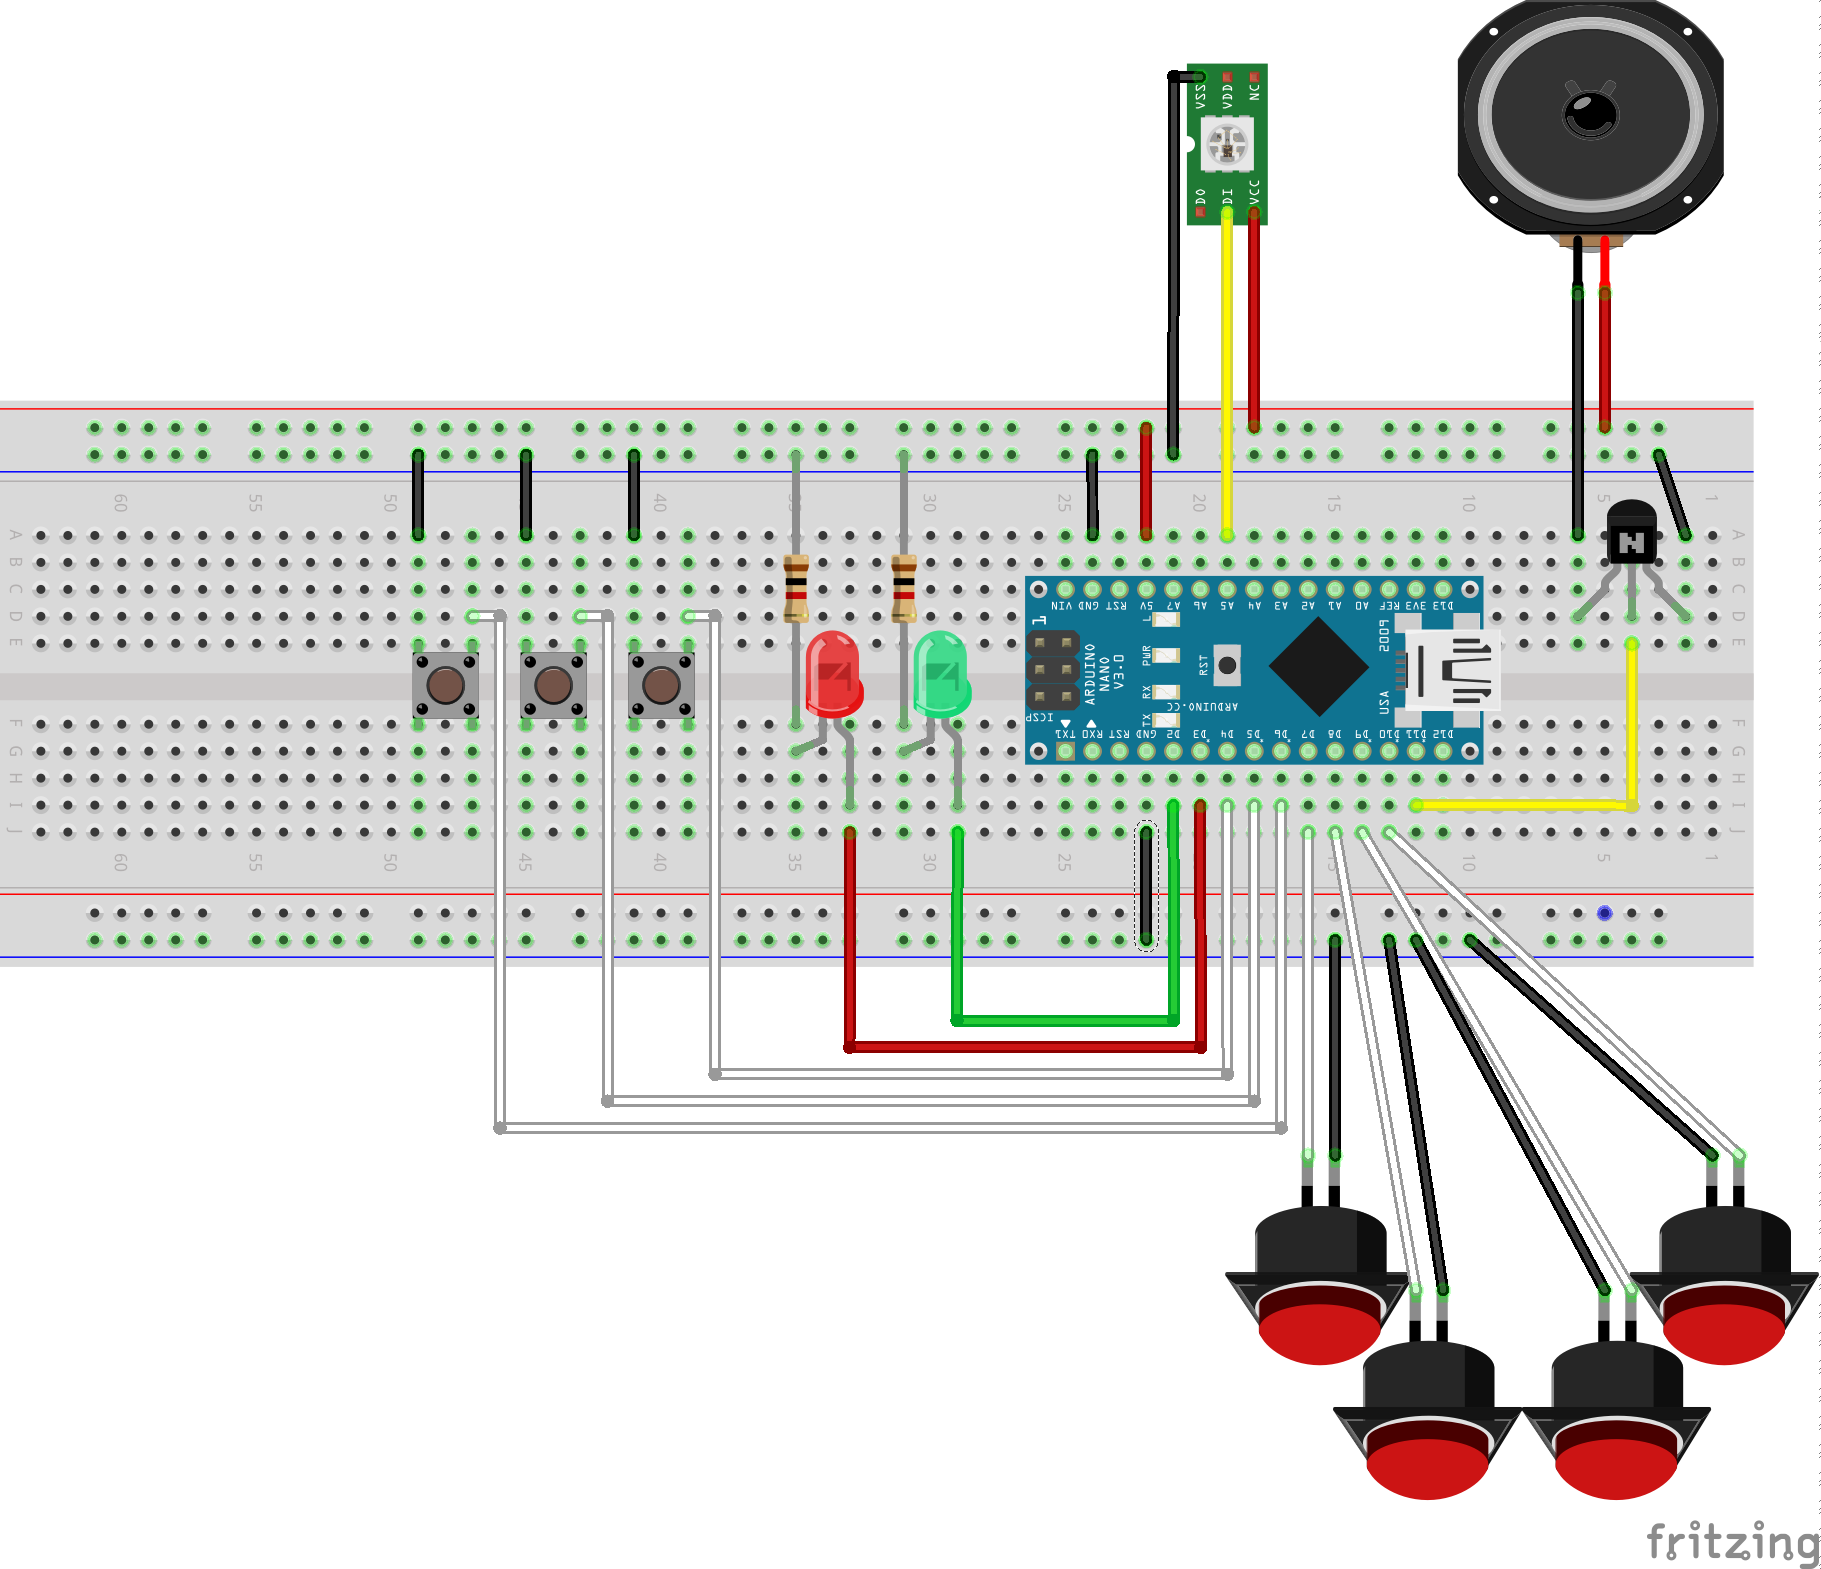 VSS VDD NC
DO DI VCC
60 55 50 45 40 35 30 25 20 15 10 5 1
A A
B B
C C
D D
E E
VIN GND RST 5V A7 A6 A5 A4 A3 A2 A1 A0 REF 3V3 D13
1
L
PWR
RX
TX
ARDUINO
NANO
V3.0
RST
ARDUINO.CC
2009
USA
ICSP
TX1 RX0 RST GND D2 D3 D4 D5 D6 D7 D8 D9 D10 D11 D12
N
F F
G G
H H
I I
J J
60 55 50 45 40 35 30 25 15 10 5 1
fritzing